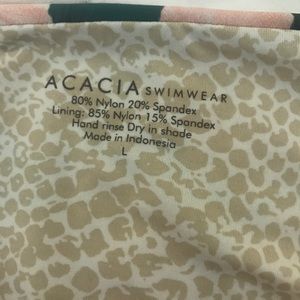 ACACIA SWIMWEAR
80% Nylon 20% Spandex
Lining: 85% Nylon 15% Spandex
Hand rinse Dry in shade
Made in Indonesia
L